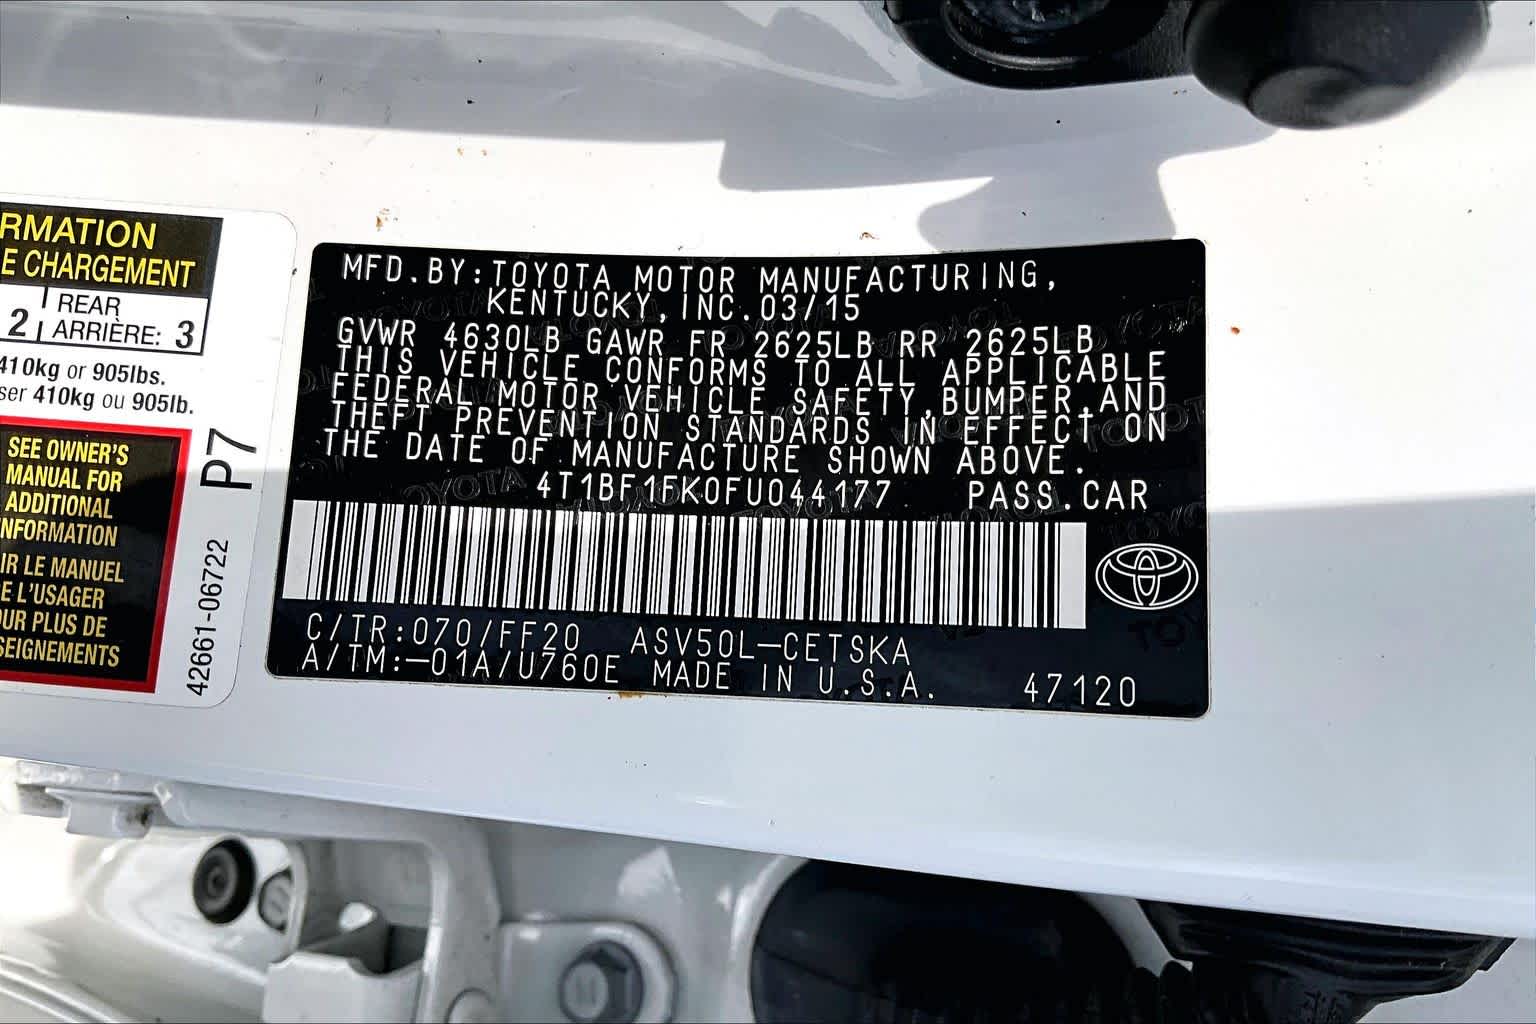 RMATION
E CHARGEMENT
2 REAR
ARRIÈRE: 3
410kg or 905lbs.
ser 410kg ou 905lb.
SEE OWNER'S
MANUAL FOR
ADDITIONAL
INFORMATION
IR LE MANUEL
E L'USAGER
OUR PLUS DE
SEIGNEMENTS
P7
42661-06722
MFD.BY:TOYOTA MOTOR MANUFACTURING,
KENTUCKY,INC.03/15
GVWR 4630LB GAWR FR 2625LB RR 2625LB
THIS VEHICLE CONFORMS TO ALL APPLICABLE
FEDERAL MOTOR VEHICLE SAFETY,BUMPER,AND
THEFT PREVENTION STANDARDS IN EFFECT ON
THE DATE OF MANUFACTURE SHOWN ABOVE.
4T1BF1FK0FU044177 PASS.CAR
C/TR:070/FF20 ASV50L-CETSKA
A/TM:-01A/U760E MADE IN U.S.A. 47120